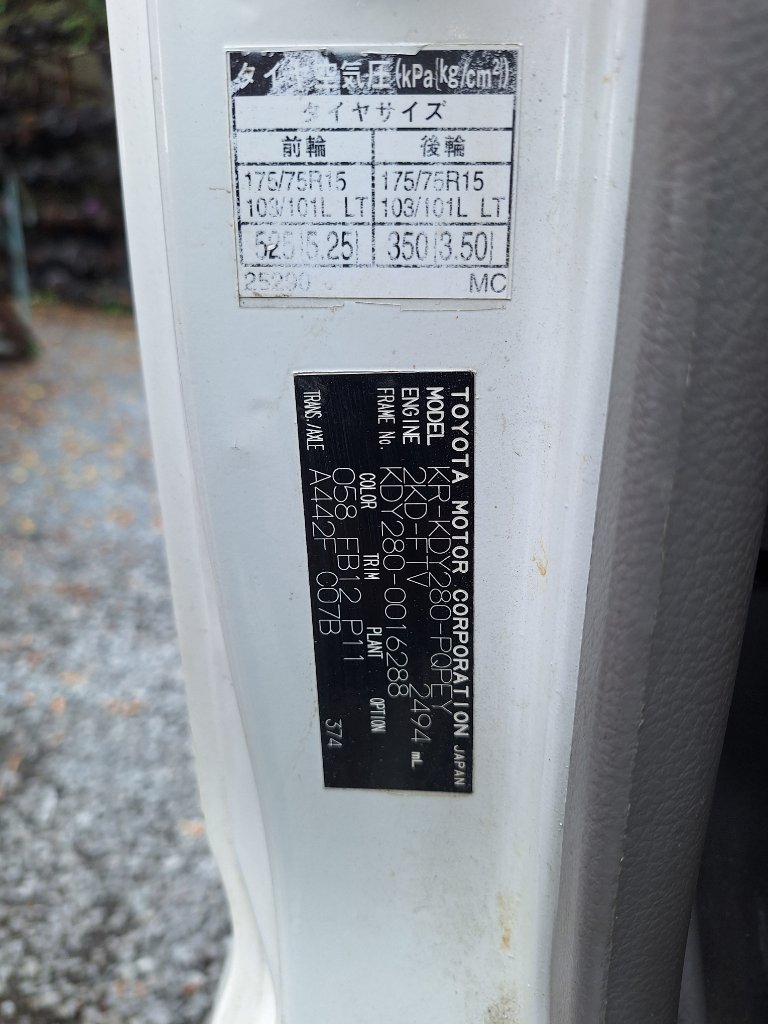 タイヤ空気圧(kPa{kg/cm²})
タイヤサイズ
前輪 後輪
175/75R15 175/75R15
103/101L LT 103/101L LT
525{5.25} 350{3.50}
MC
TOYOTA MOTOR CORPORATION JAPAN
MODEL KR-KDY280-PQPEY
ENGINE 2KD-FTV 2494 mL
FRAME No. KDY280-0016288
COLOR TRIM PLANT OPTION
058 FB12 P11
TRANS./AXLE A442F C07B 374